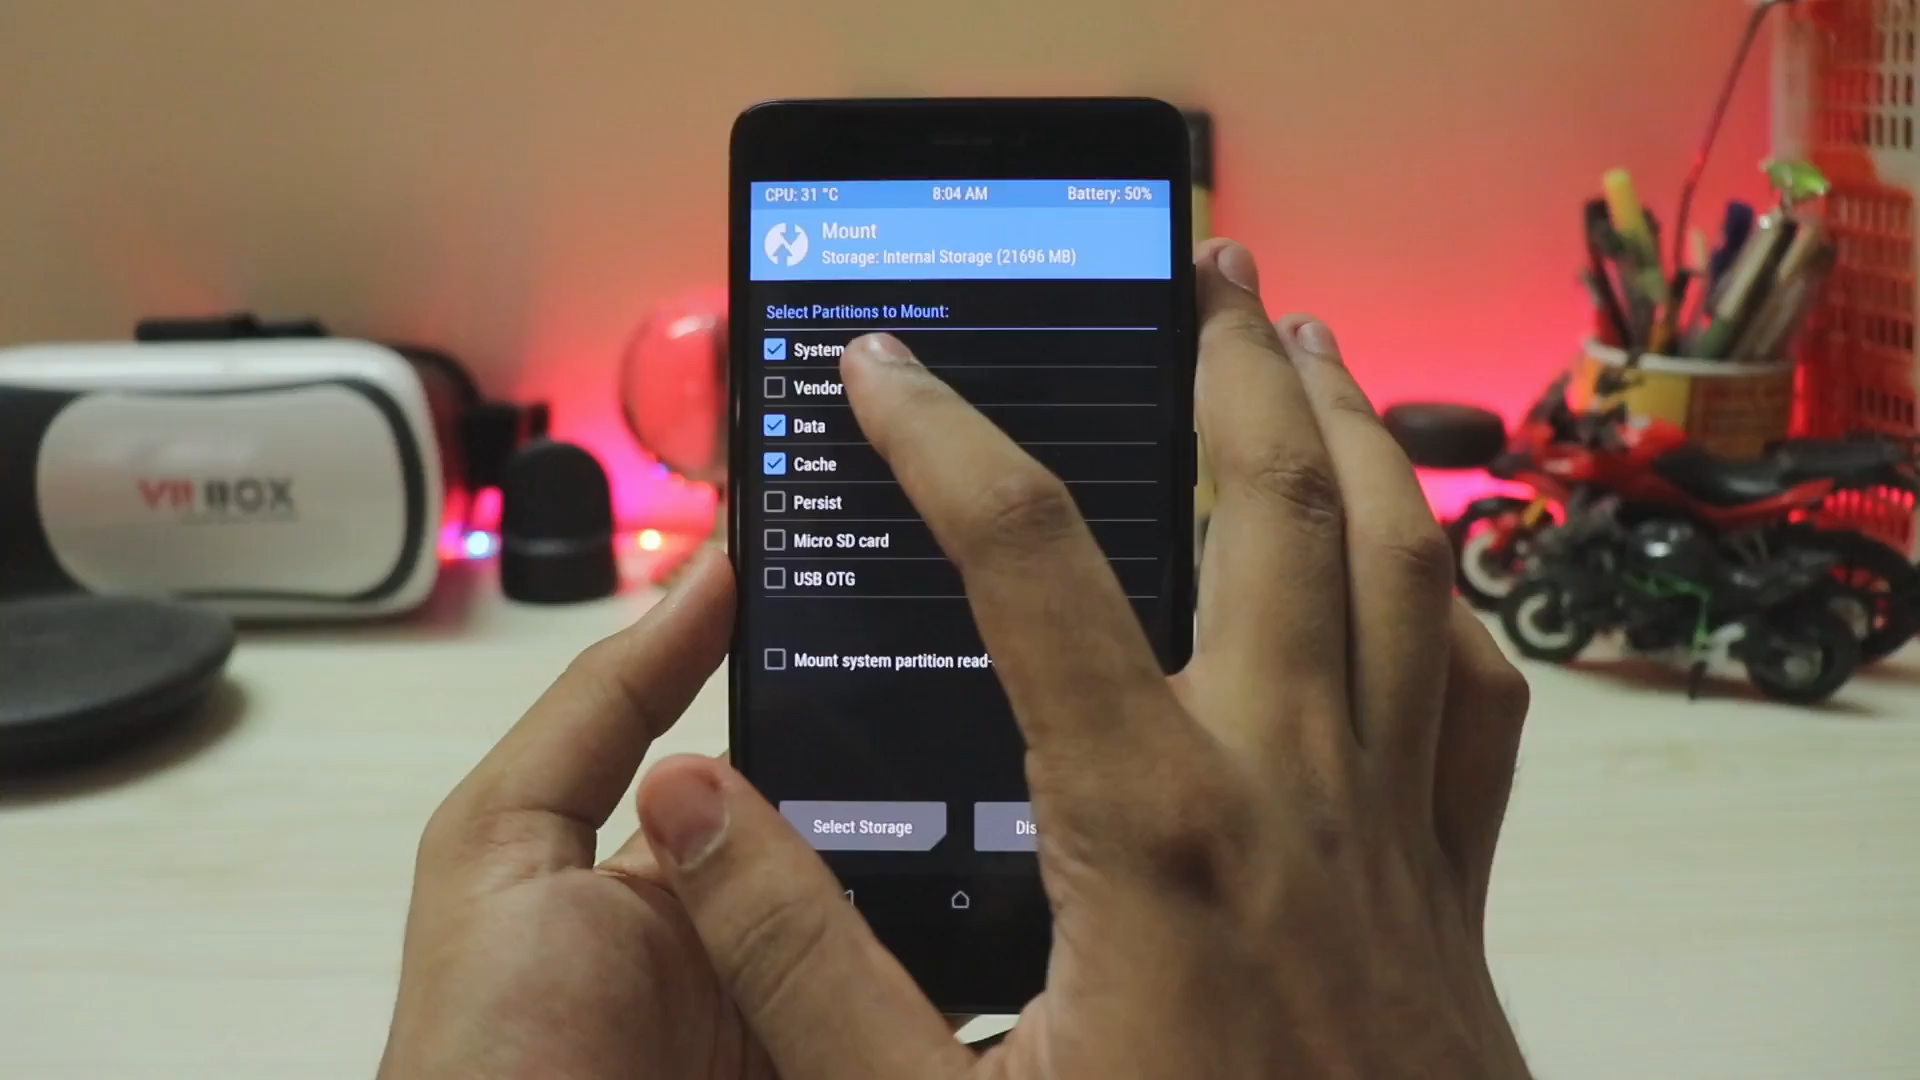 CPU: 31 °C 8:04 AM Battery: 50%
Mount
Storage: Internal Storage (21696 MB)
Select Partitions to Mount:
System
Vendor
Data
Cache
Persist
Micro SD card
USB OTG
Mount system partition read-
Select Storage Dis
VR BOX